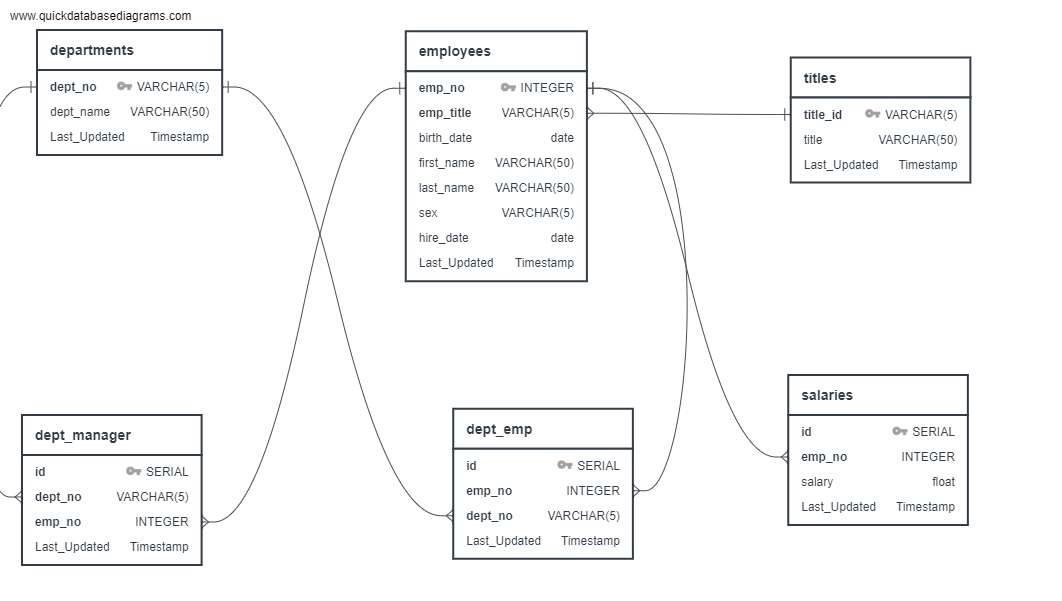 www.quickdatabasediagrams.com
departments
dept_no VARCHAR(5)
dept_name VARCHAR(50)
Last_Updated Timestamp
employees
emp_no INTEGER
emp_title VARCHAR(5)
birth_date date
first_name VARCHAR(50)
last_name VARCHAR(50)
sex VARCHAR(5)
hire_date date
Last_Updated Timestamp
titles
title_id VARCHAR(5)
title VARCHAR(50)
Last_Updated Timestamp
dept_manager
id SERIAL
dept_no VARCHAR(5)
emp_no INTEGER
Last_Updated Timestamp
dept_emp
id SERIAL
emp_no INTEGER
dept_no VARCHAR(5)
Last_Updated Timestamp
salaries
id SERIAL
emp_no INTEGER
salary float
Last_Updated Timestamp